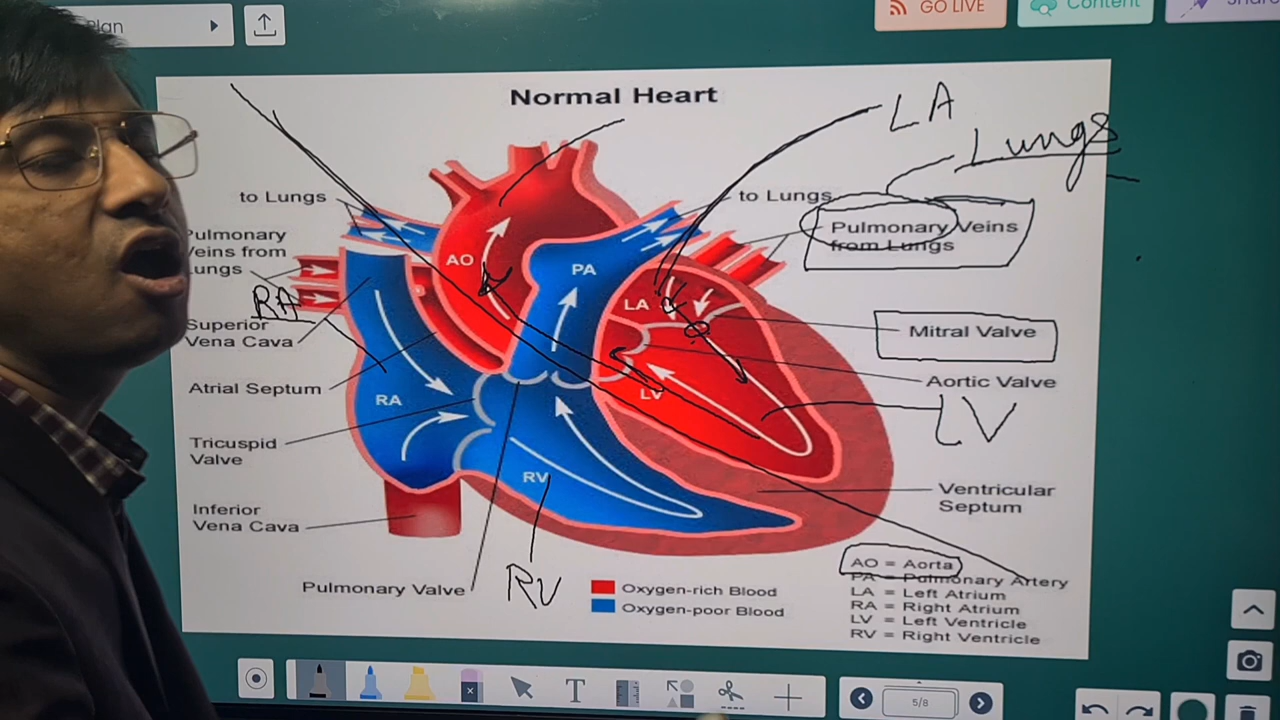 Plan
GO LIVE
Content
Share
Normal Heart
LA
Lungs
to Lungs
to Lungs
Pulmonary
Veins from
Lungs
Pulmonary Veins
from Lungs
AO
PA
RA
LA
Superior
Vena Cava
Mitral Valve
Atrial Septum
Aortic Valve
RA
LV
LV
Tricuspid
Valve
RV
Ventricular
Septum
Inferior
Vena Cava
Pulmonary Valve
RV
Oxygen-rich Blood
Oxygen-poor Blood
AO = Aorta
PA = Pulmonary Artery
LA = Left Atrium
RA = Right Atrium
LV = Left Ventricle
RV = Right Ventricle
T
5/8